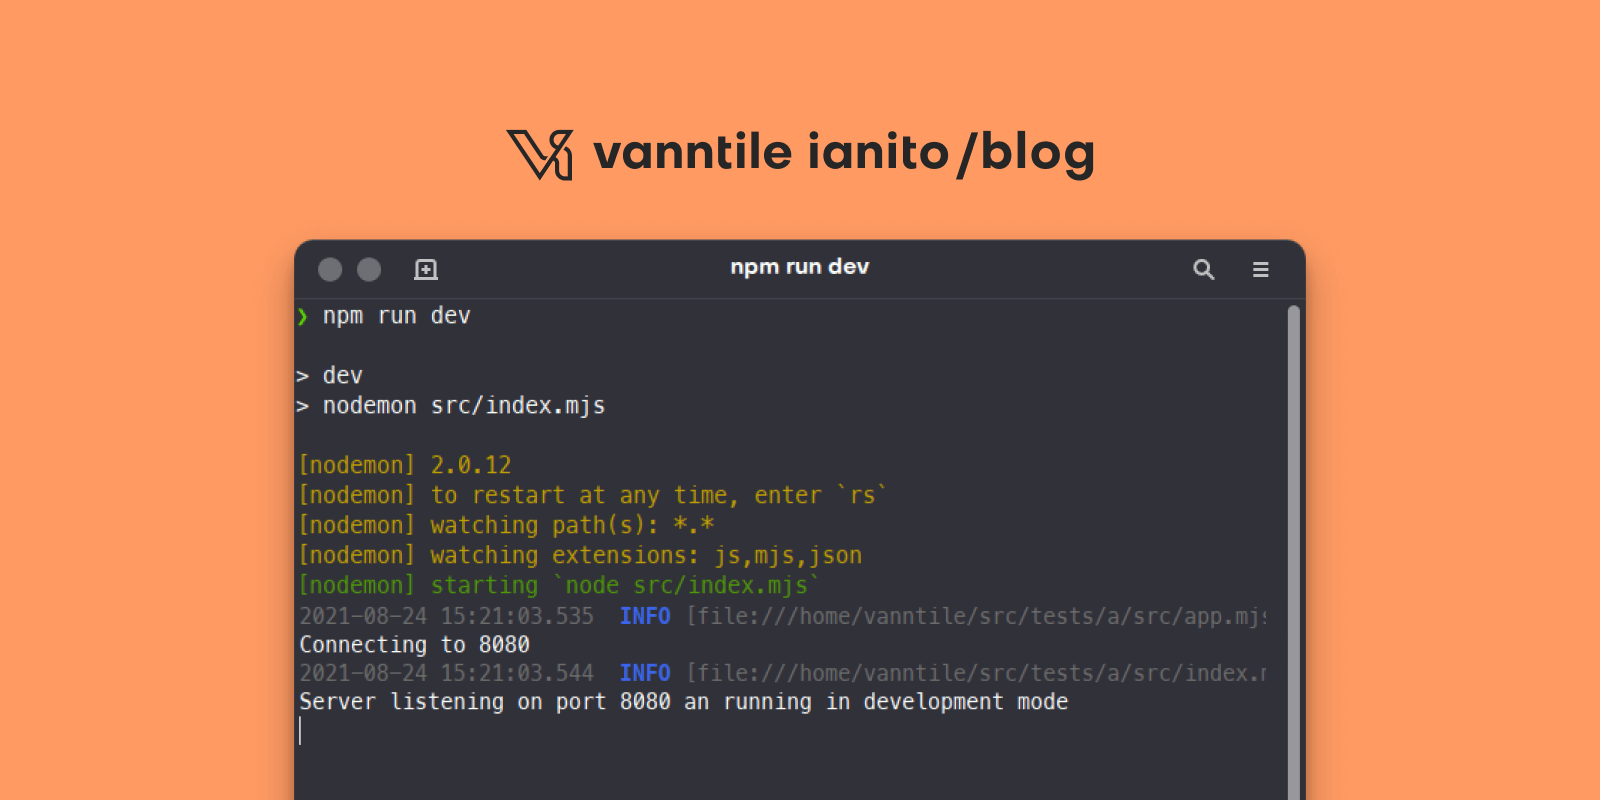 vanntile ianito/blog
npm run dev
❯ npm run dev
> dev
> nodemon src/index.mjs
[nodemon] 2.0.12
[nodemon] to restart at any time, enter `rs`
[nodemon] watching path(s): *.*
[nodemon] watching extensions: js,mjs,json
[nodemon] starting `node src/index.mjs`
2021-08-24 15:21:03.535 INFO [file:///home/vanntile/src/tests/a/src/app.mjs
Connecting to 8080
2021-08-24 15:21:03.544 INFO [file:///home/vanntile/src/tests/a/src/index.m
Server listening on port 8080 an running in development mode